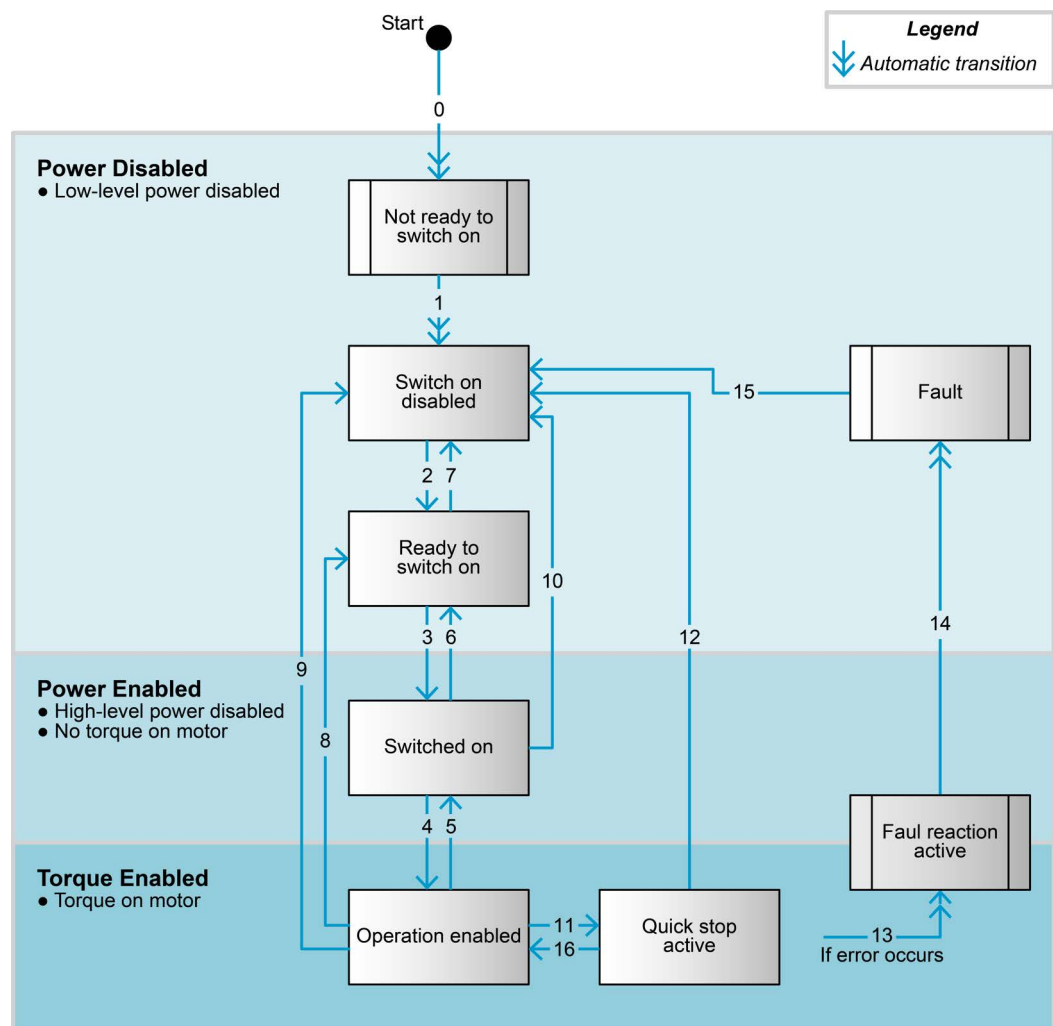 Start
Legend
Automatic transition
0
Power Disabled
● Low-level power disabled
Not ready to
switch on
1
Switch on
disabled
15
Fault
2
7
Ready to
switch on
10
3
6
12
14
9
Power Enabled
● High-level power disabled
● No torque on motor
8
Switched on
4
5
Faul reaction
active
Torque Enabled
● Torque on motor
Operation enabled
11
16
Quick stop
active
13
If error occurs